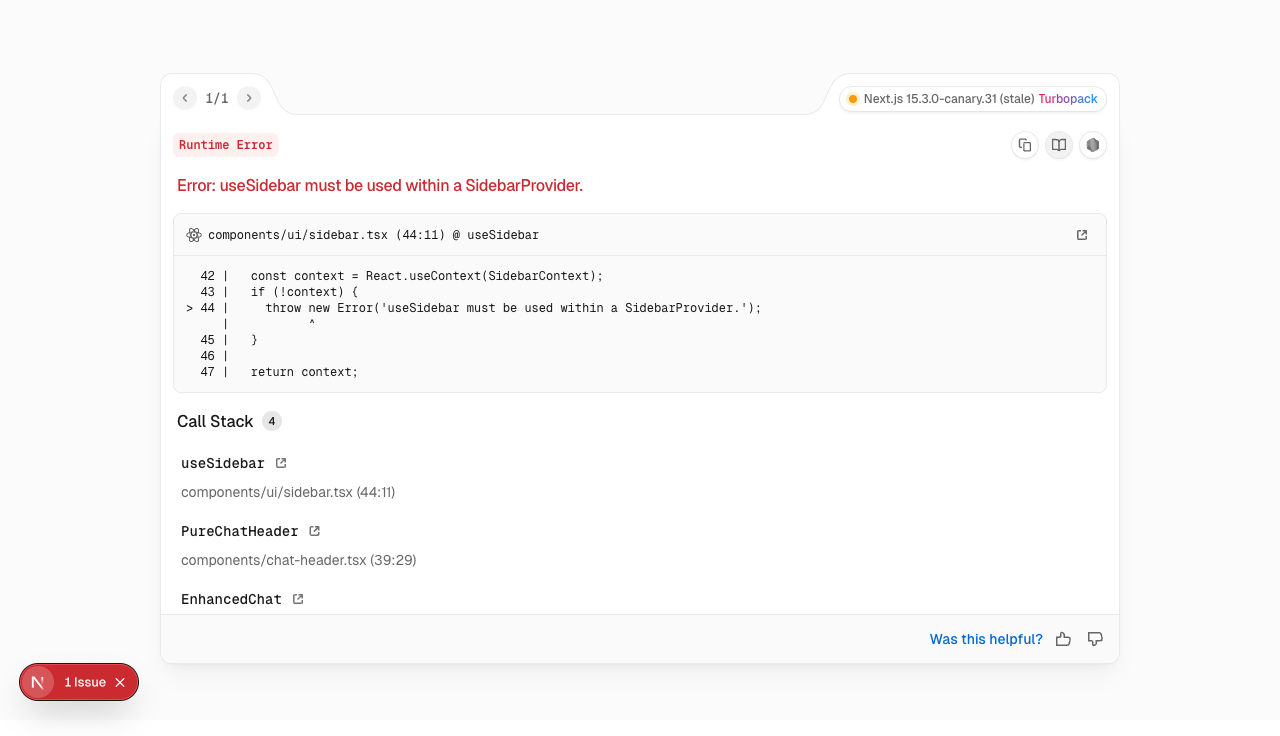 1/1
Next.js 15.3.0-canary.31 (stale) Turbopack
Runtime Error
Error: useSidebar must be used within a SidebarProvider.
components/ui/sidebar.tsx (44:11) @ useSidebar
  42 |   const context = React.useContext(SidebarContext);
  43 |   if (!context) {
> 44 |     throw new Error('useSidebar must be used within a SidebarProvider.');
     |           ^
  45 |   }
  46 |
  47 |   return context;
Call Stack 4
useSidebar
components/ui/sidebar.tsx (44:11)
PureChatHeader
components/chat-header.tsx (39:29)
EnhancedChat
Was this helpful?
N 1 Issue